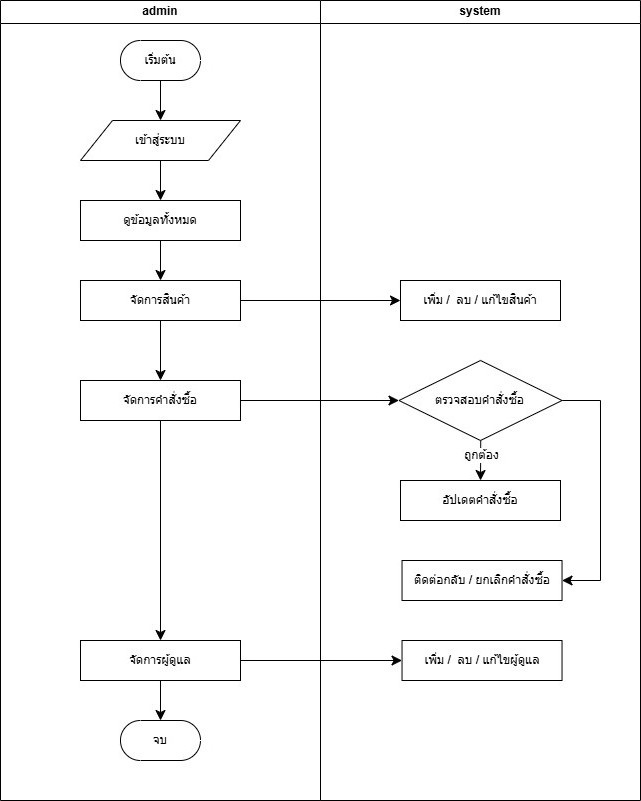 admin
system
เริ่มต้น
เข้าสู่ระบบ
ดูข้อมูลทั้งหมด
จัดการสินค้า
เพิ่ม / ลบ / แก้ไขสินค้า
จัดการคำสั่งซื้อ
ตรวจสอบคำสั่งซื้อ
ถูกต้อง
อัปเดตคำสั่งซื้อ
ติดต่อกลับ / ยกเลิกคำสั่งซื้อ
จัดการผู้ดูแล
เพิ่ม / ลบ / แก้ไขผู้ดูแล
จบ